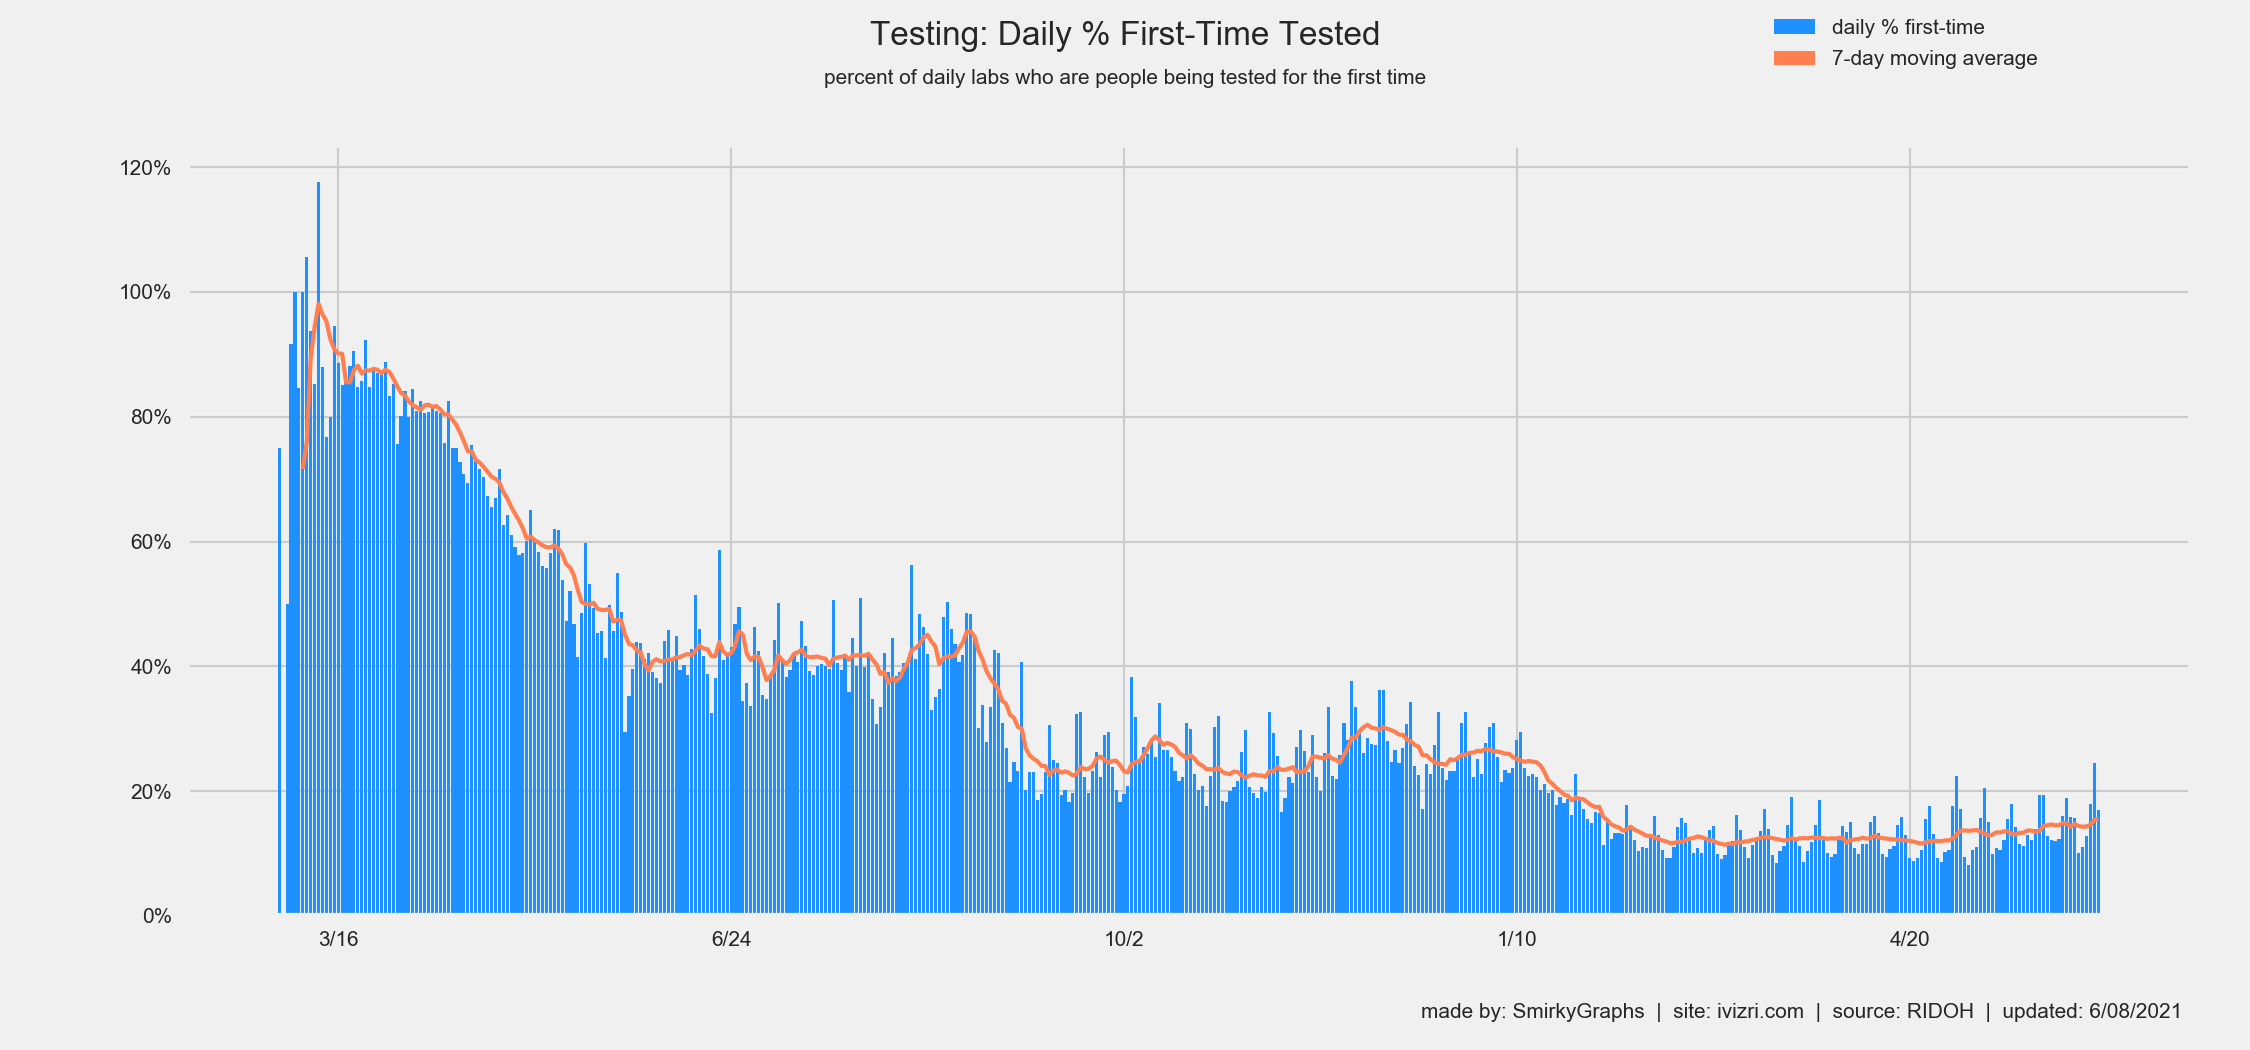 Testing: Daily % First-Time Tested
percent of daily labs who are people being tested for the first time
daily % first-time
7-day moving average
120%
100%
80%
60%
40%
20%
0%
3/16 6/24 10/2 1/10 4/20
made by: SmirkyGraphs | site: ivizri.com | source: RIDOH | updated: 6/08/2021